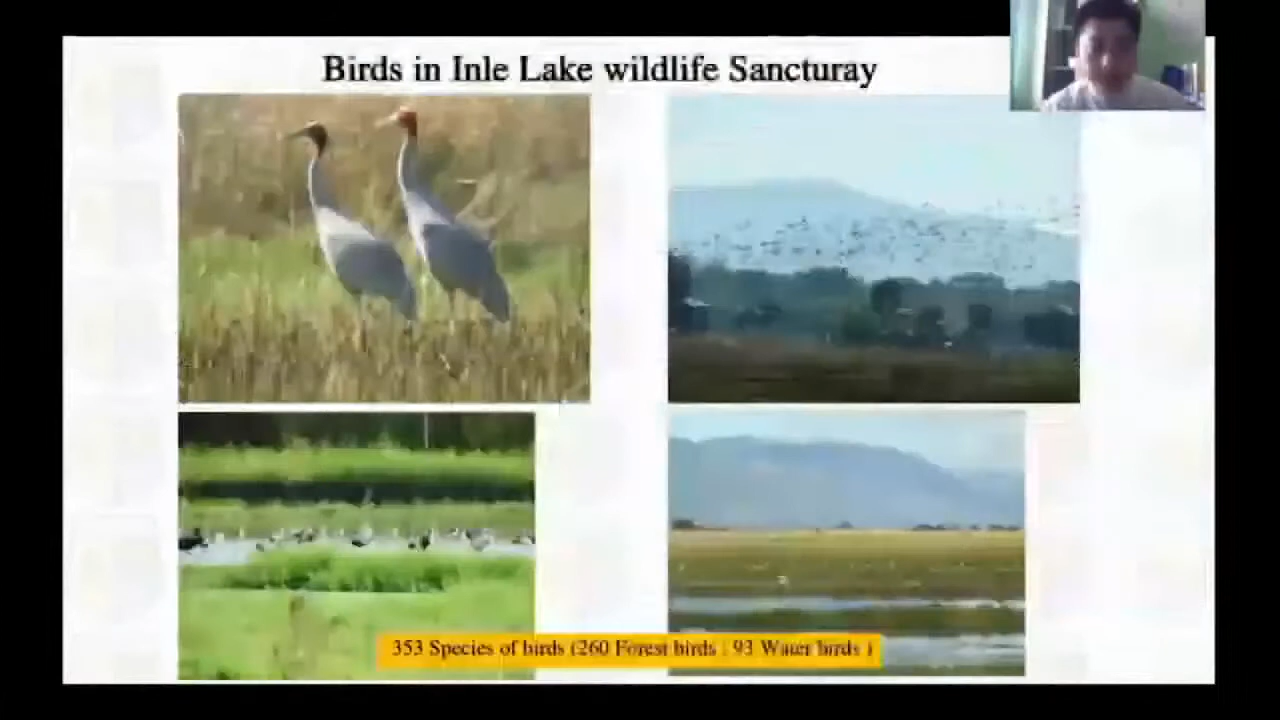 Birds in Inle Lake wildlife Sancturay
353 Species of birds (260 Forest birds ; 93 Water birds )